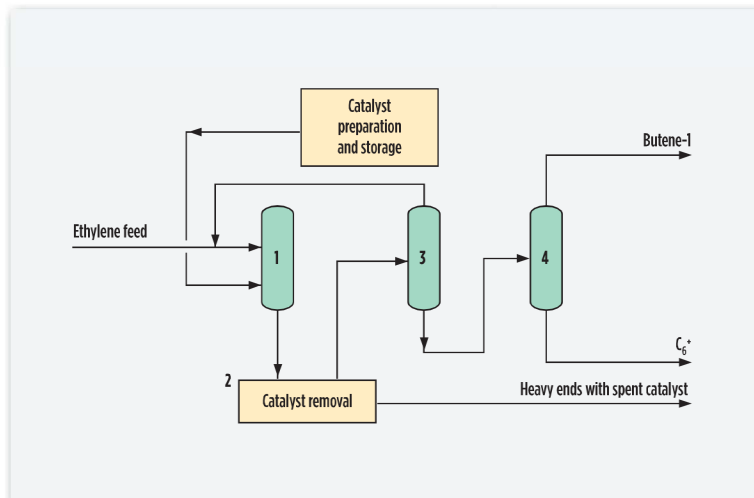 Catalyst
preparation
and storage
Butene-1
Ethylene feed
1
3
4
C₆⁺
2
Catalyst removal
Heavy ends with spent catalyst